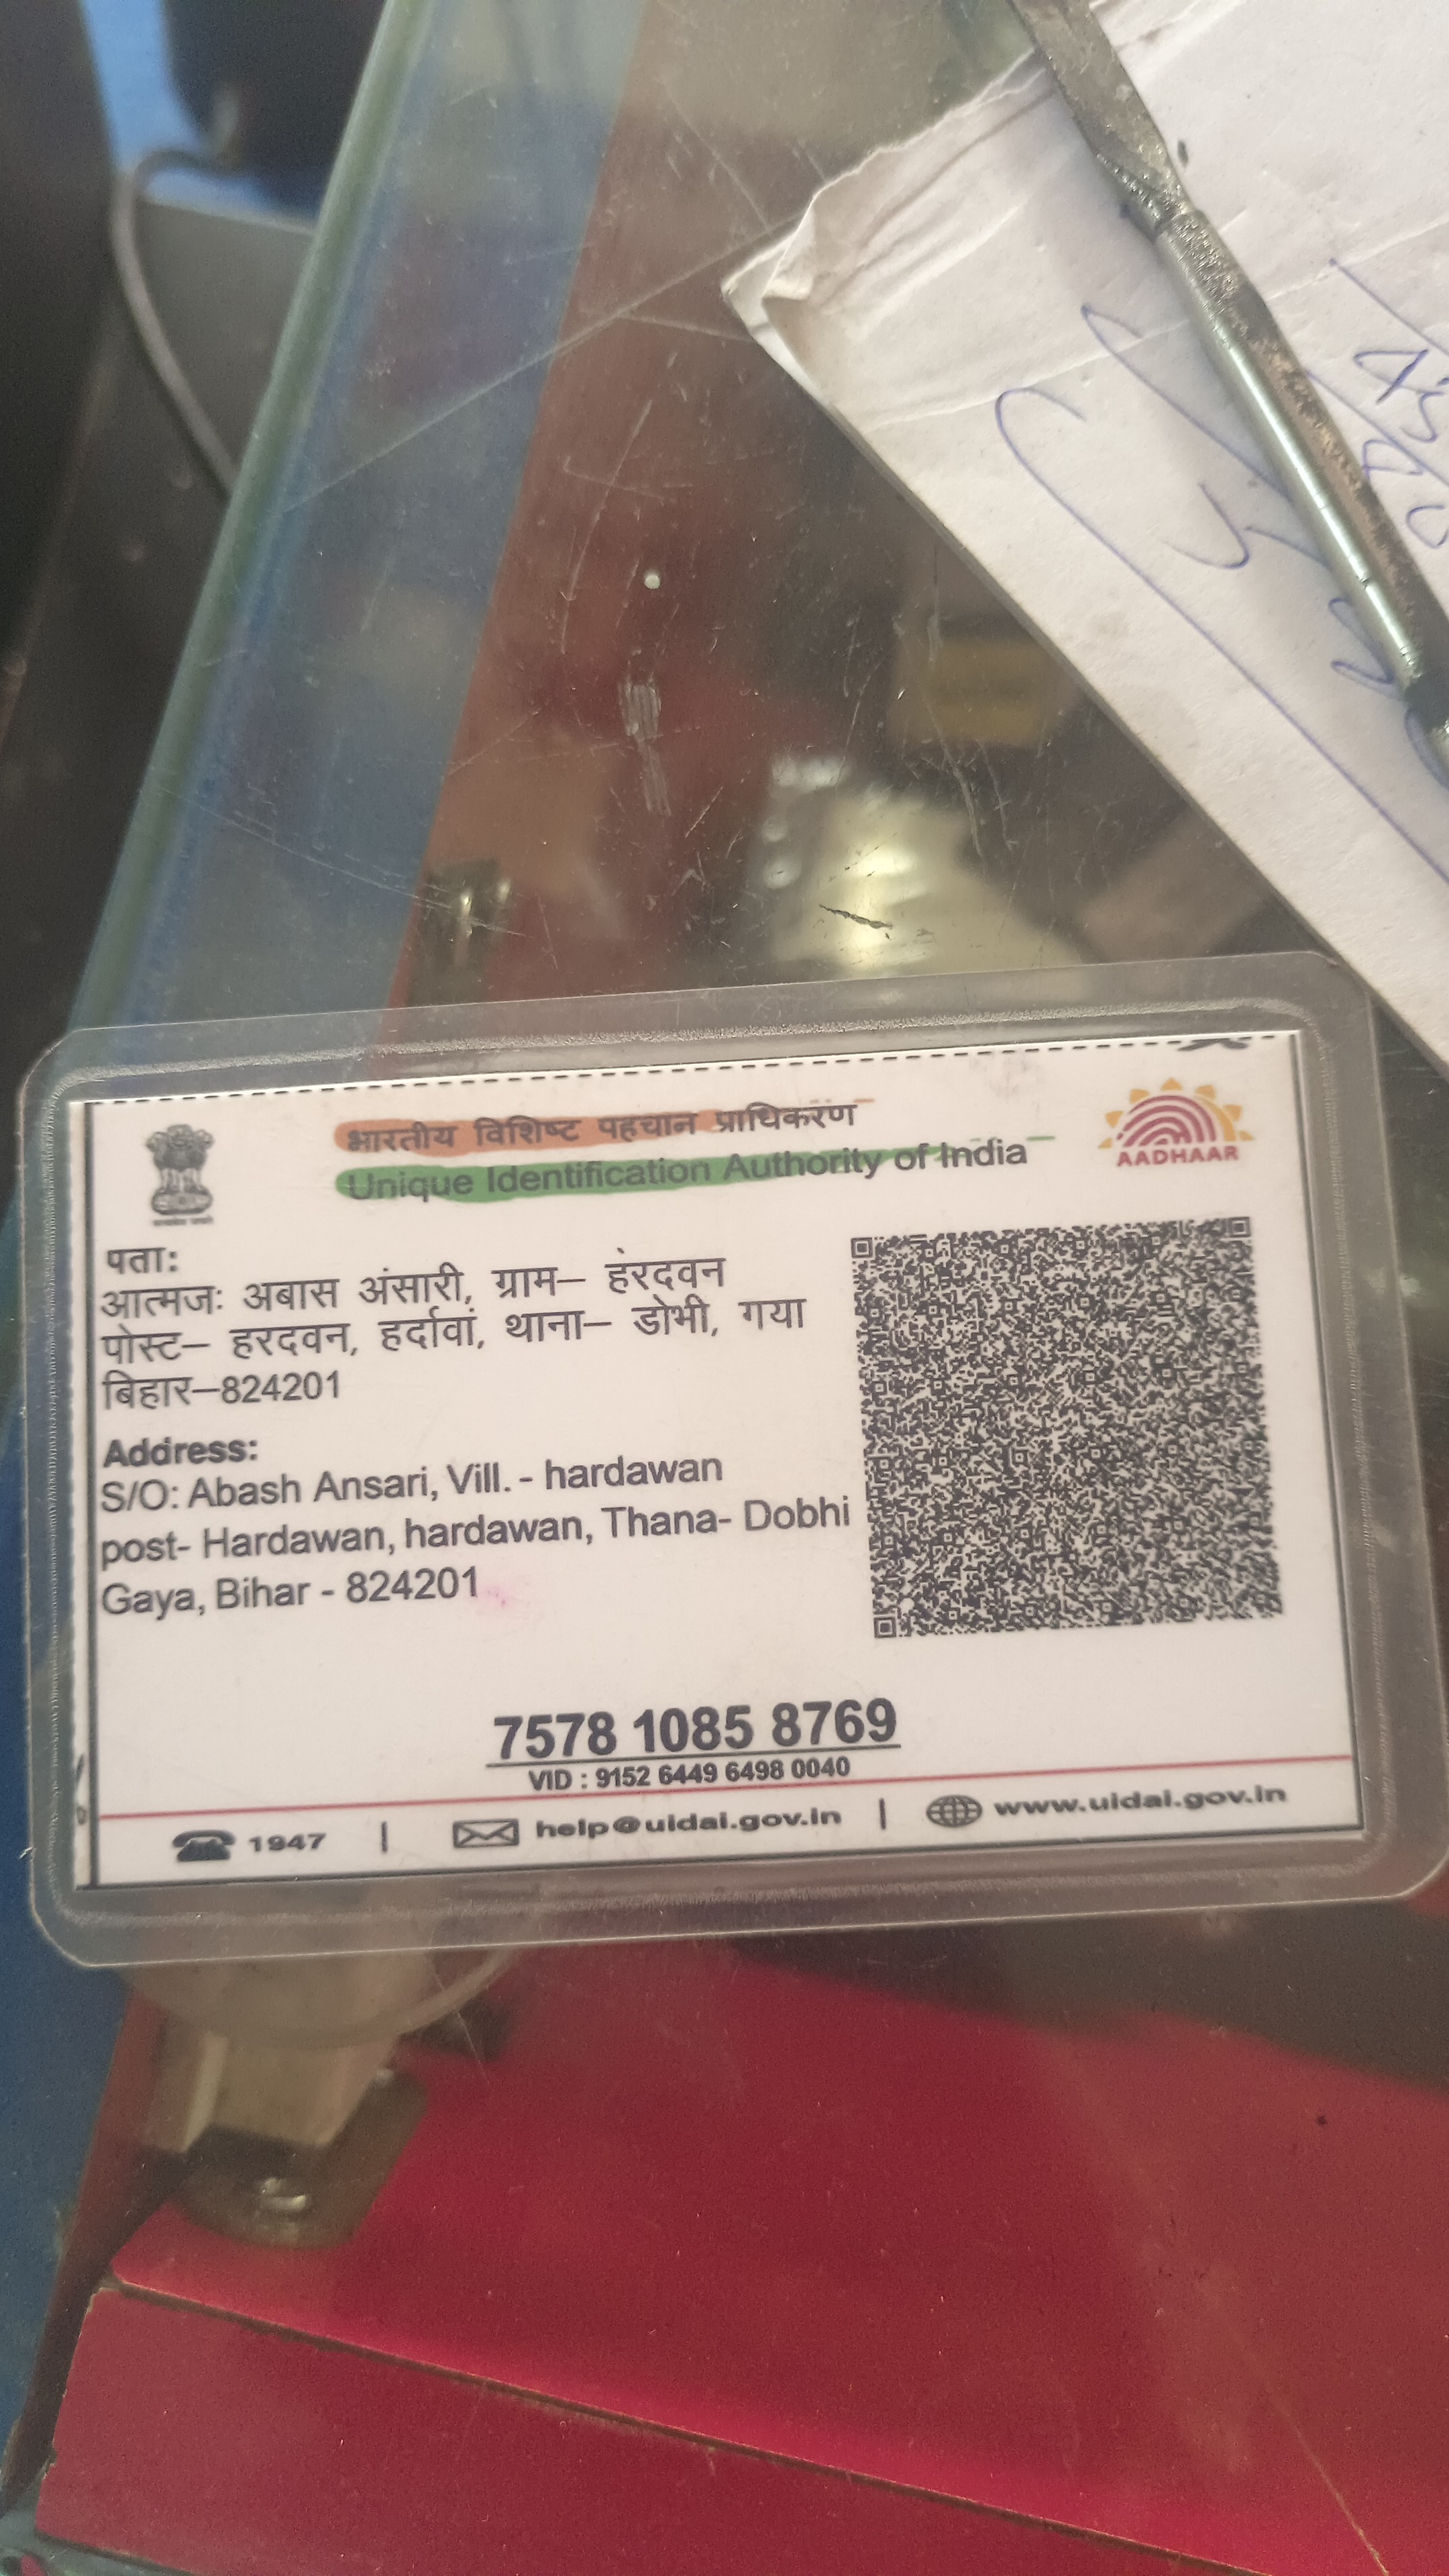 भारतीय विशिष्ट पहचान प्राधिकरण
Unique Identification Authority of India
AADHAAR
पता:
आत्मजः अबास अंसारी, ग्राम– हरदवन
पोस्ट– हरदवन, हर्दावां, थाना– डोभी, गया
बिहार–824201
Address:
S/O: Abash Ansari, Vill. - hardawan
post- Hardawan, hardawan, Thana- Dobhi
Gaya, Bihar - 824201
7578 1085 8769
VID : 9152 6449 6498 0040
1947 | help@uidai.gov.in | www.uidai.gov.in